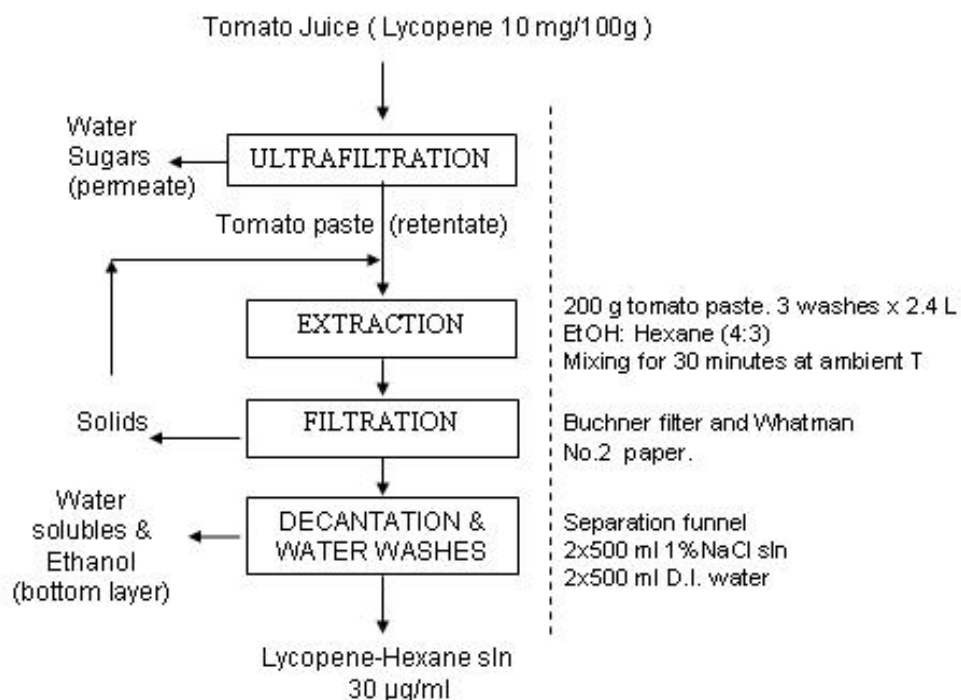 Tomato Juice ( Lycopene 10 mg/100g )
Water
Sugars
(permeate)
ULTRAFILTRATION
Tomato paste (retentate)
EXTRACTION
200 g tomato paste. 3 washes x 2.4 L
EtOH: Hexane (4:3)
Mixing for 30 minutes at ambient T
Solids
FILTRATION
Buchner filter and Whatman
No.2 paper.
Water
solubles &
Ethanol
(bottom layer)
DECANTATION &
WATER WASHES
Separation funnel
2x500 ml 1%NaCl sln
2x500 ml D.I. water
Lycopene-Hexane sln
30 µg/ml